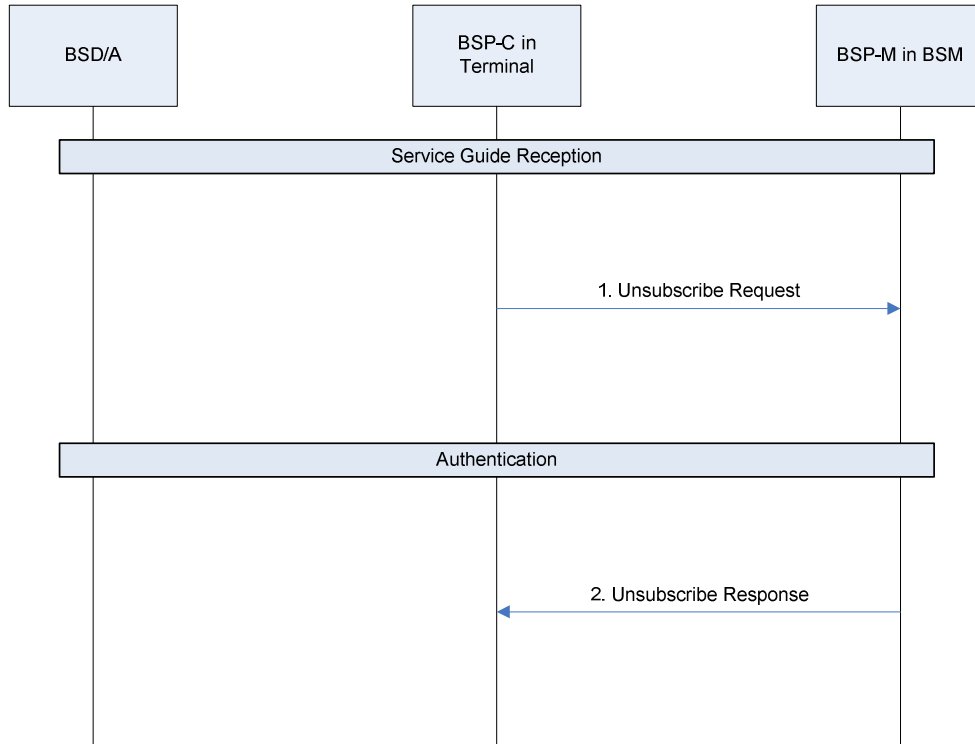 BSD/A
BSP-C in
Terminal
BSP-M in BSM
Service Guide Reception
1. Unsubscribe Request
Authentication
2. Unsubscribe Response